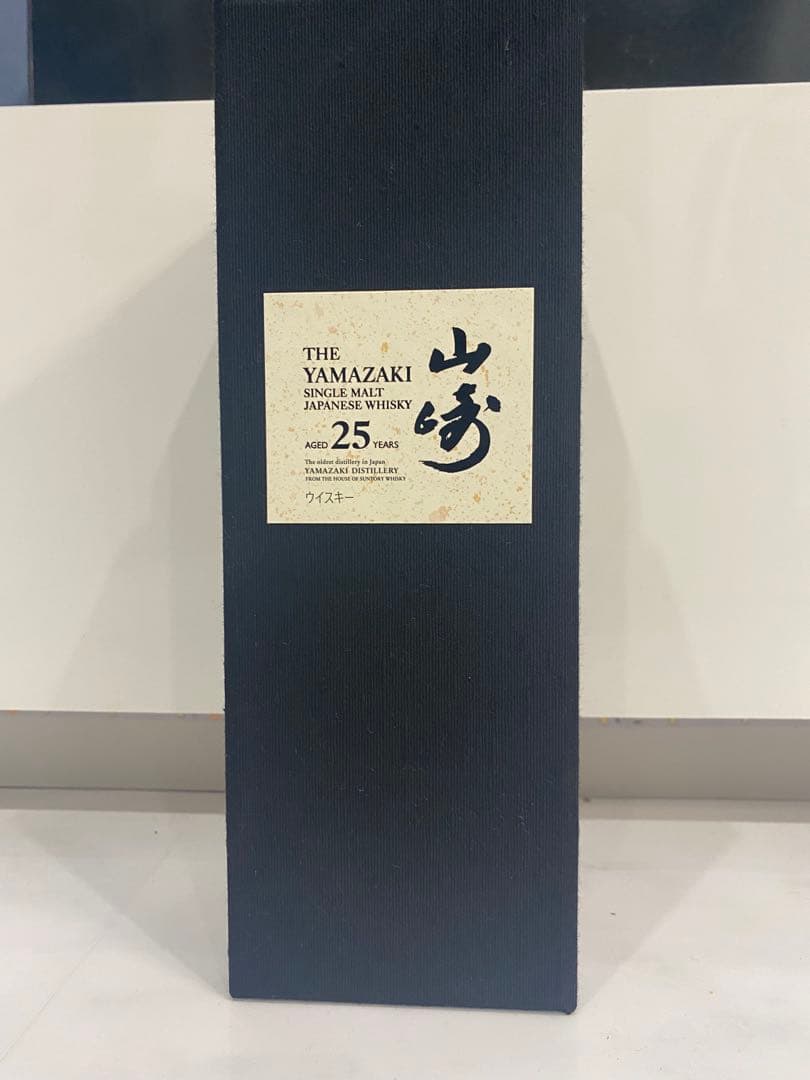 THE
YAMAZAKI
SINGLE MALT
JAPANESE WHISKY
AGED 25 YEARS
The oldest distillery in Japan
YAMAZAKI DISTILLERY
FROM THE HOUSE OF SUNTORY WHISKY
ウイスキー
山崎